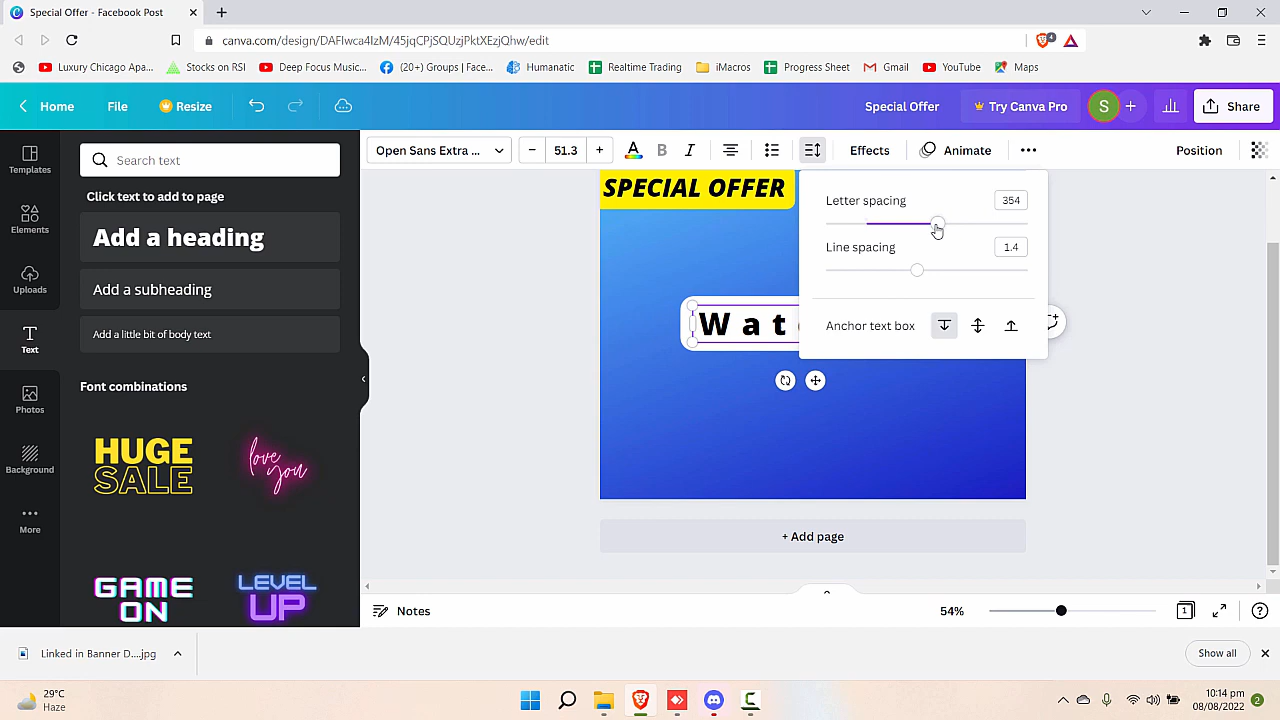 Special Offer - Facebook Post
canva.com/design/DAFIwca4IzM/45jqCPjSQUzjPktXEzjQhw/edit
4
Luxury Chicago Apa...
Stocks on RSI
Deep Focus Music...
(20+) Groups | Face...
Humanatic
Realtime Trading
iMacros
Progress Sheet
Gmail
YouTube
Maps
Home
File
Resize
Special Offer
Try Canva Pro
S
Share
Templates
Elements
Uploads
Text
Photos
Background
More
Search text
Click text to add to page
Add a heading
Add a subheading
Add a little bit of body text
Font combinations
HUGE
SALE
love
you
GAME
ON
LEVEL
UP
Open Sans Extra ...
51.3
A
B
I
Effects
Animate
Position
SPECIAL OFFER
Wat
Letter spacing
354
Line spacing
1.4
Anchor text box
+ Add page
Notes
54%
1
Linked in Banner D....jpg
Show all
29°C
Haze
10:14 pm
08/08/2022
2